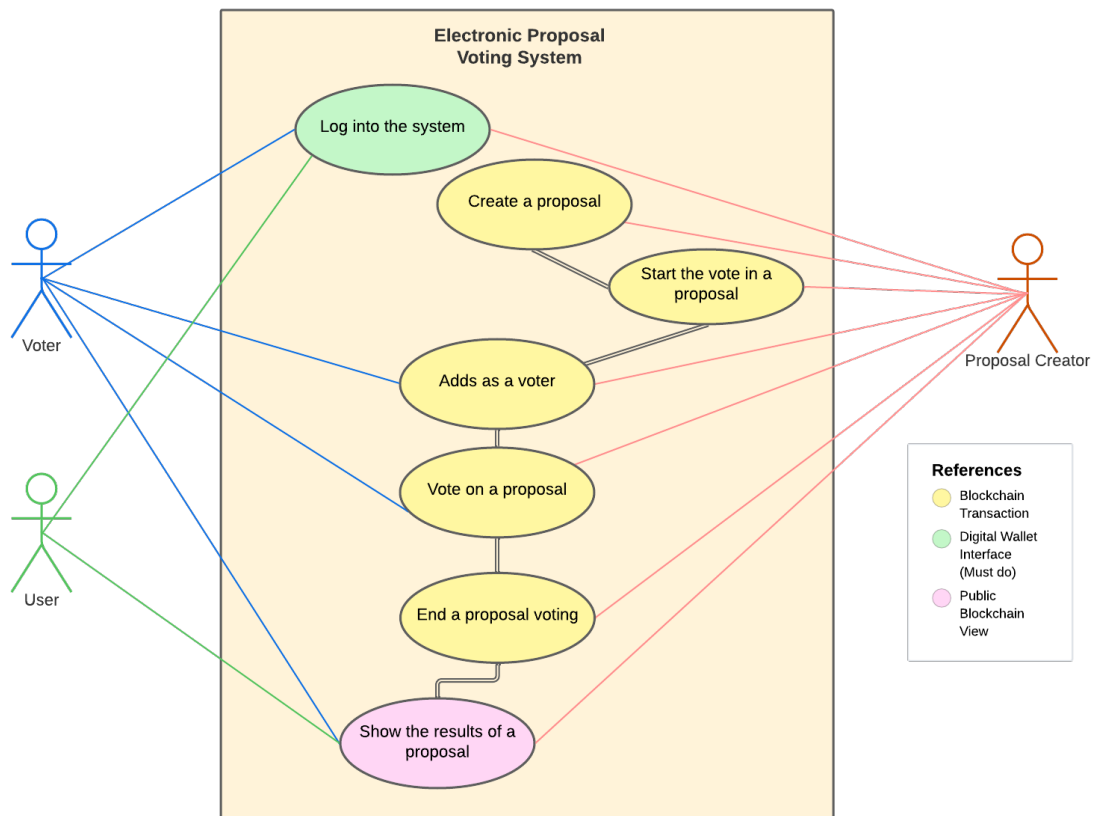 Electronic Proposal
Voting System
Log into the system
Create a proposal
Start the vote in a
proposal
Adds as a voter
Vote on a proposal
End a proposal voting
Show the results of a
proposal
Voter
User
Proposal Creator
References
Blockchain
Transaction
Digital Wallet
Interface
(Must do)
Public
Blockchain
View